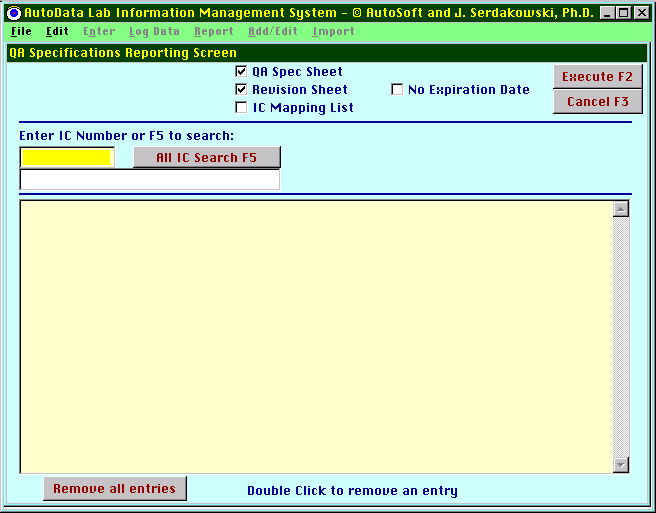 AutoData Lab Information Management System - © AutoSoft and J. Serdakowski, Ph.D.
File Edit Enter Log Data Report Add/Edit Import
QA Specifications Reporting Screen
QA Spec Sheet
Execute F2
Revision Sheet No Expiration Date
Cancel F3
IC Mapping List
Enter IC Number or F5 to search:
All IC Search F5
Remove all entries Double Click to remove an entry